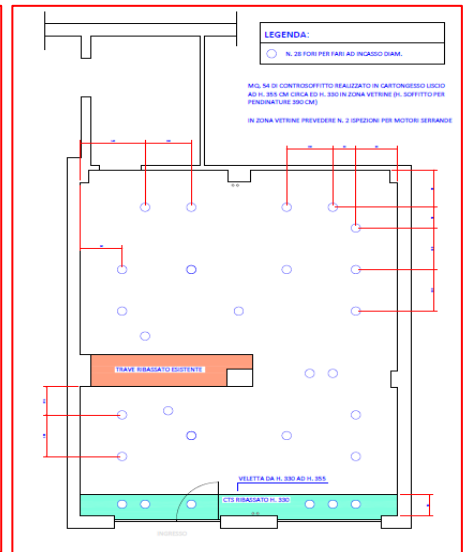 LEGENDA:
N. 28 FORI PER FARI AD INCASSO DIAM.
MQ. 54 DI CONTROSOFFITTO REALIZZATO IN CARTONGESSO LISCIO
AD H. 355 CM CIRCA ED H. 330 IN ZONA VETRINE (H. SOFFITTO PER
PENDINATURE 390 CM)
IN ZONA VETRINE PREVEDERE N. 2 ISPEZIONI PER MOTORI SERRANDE
TRAVE RIBASSATO ESISTENTE
VELETTA DA H. 330 AD H. 355
CTS RIBASSATO H. 330
INGRESSO